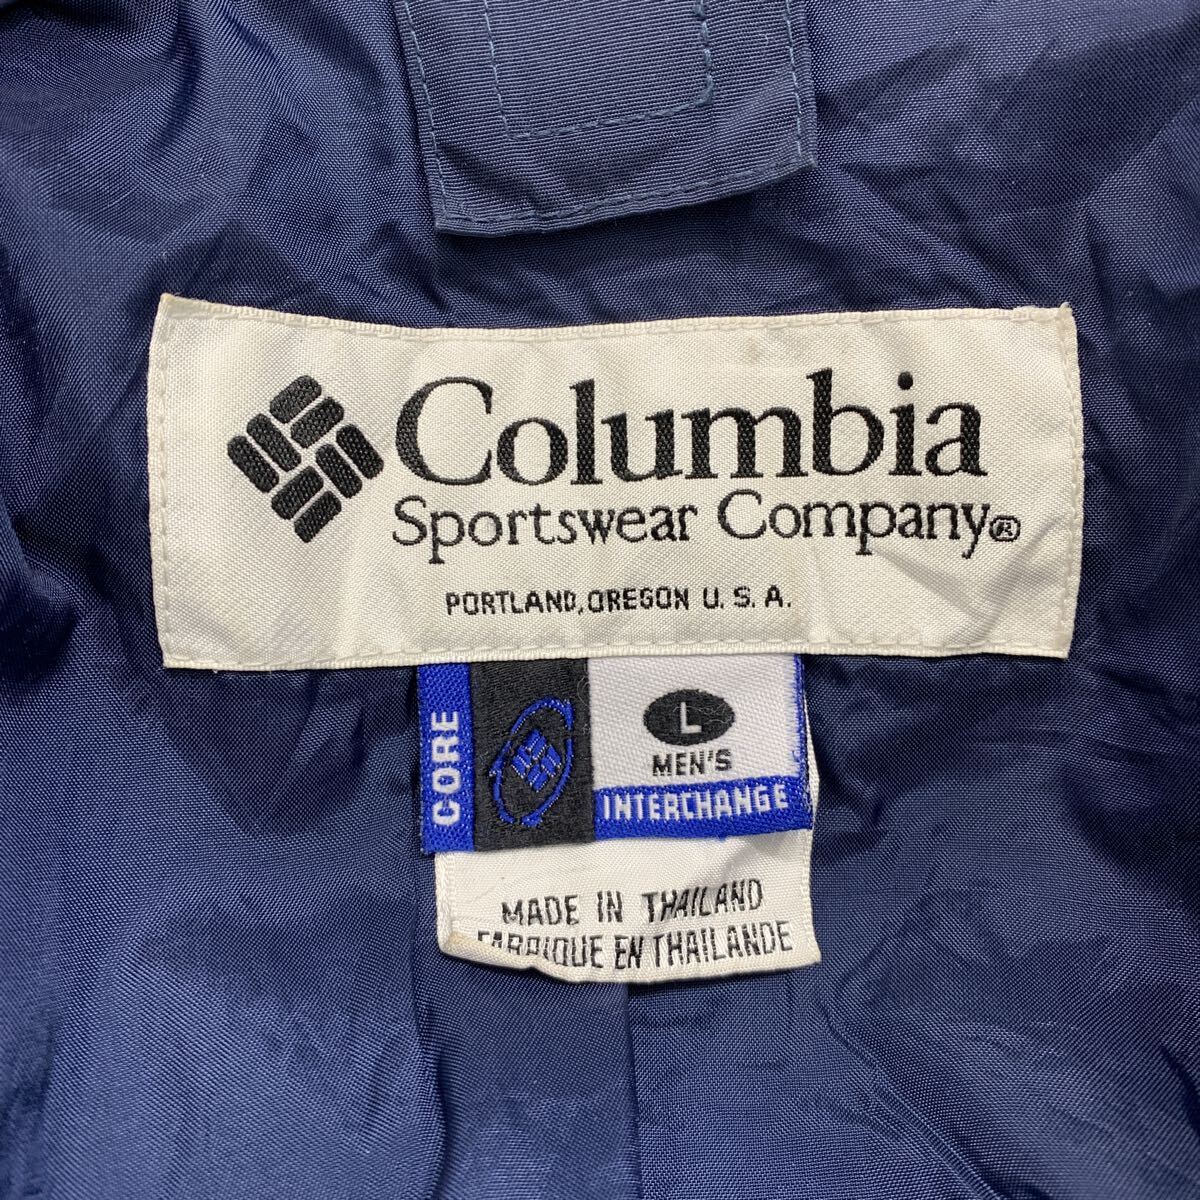 Columbia
Sportswear Company®
PORTLAND, OREGON U. S. A.
CORE
L
MEN'S
INTERCHANGE
MADE IN THAILAND
FABRIQUE EN THAILANDE